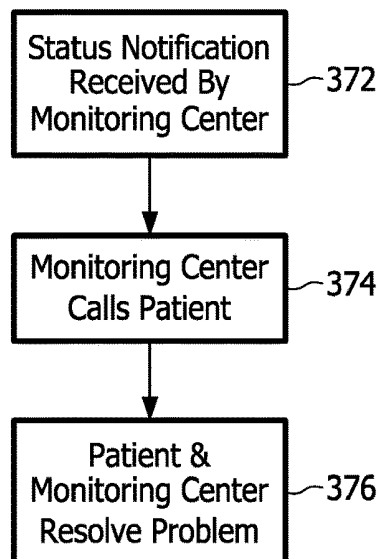 Status Notification
Received By
Monitoring Center
372
Monitoring Center
Calls Patient
374
Patient &
Monitoring Center
Resolve Problem
376